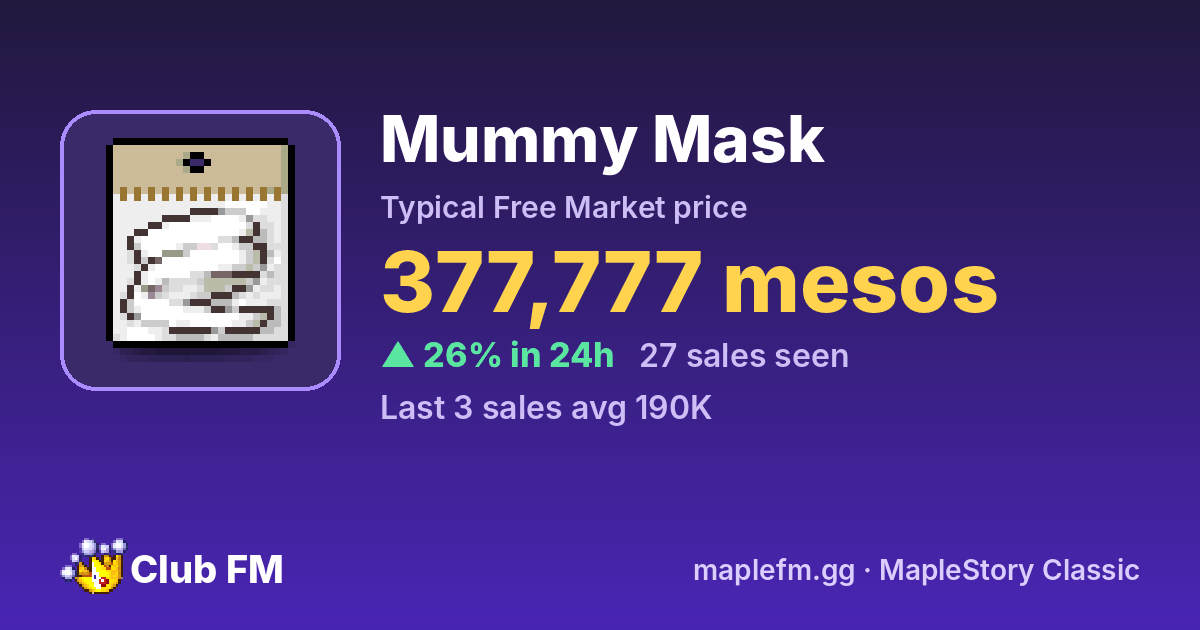 Mummy Mask
Typical Free Market price
377,777 mesos
▲ 26% in 24h 27 sales seen
Last 3 sales avg 190K
Club FM
maplefm.gg · MapleStory Classic